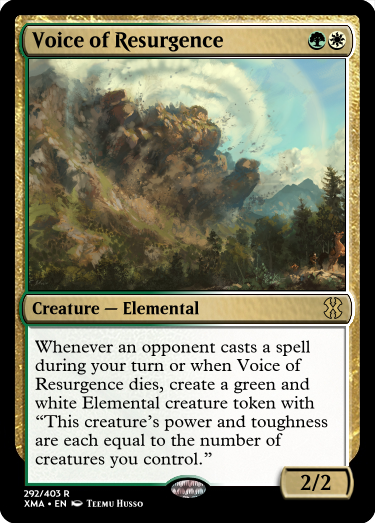 Voice of Resurgence
Creature — Elemental
Whenever an opponent casts a spell
during your turn or when Voice of
Resurgence dies, create a green and
white Elemental creature token with
“This creature’s power and toughness
are each equal to the number of
creatures you control.”
2/2
292/403 R
XMA • EN Teemu Husso